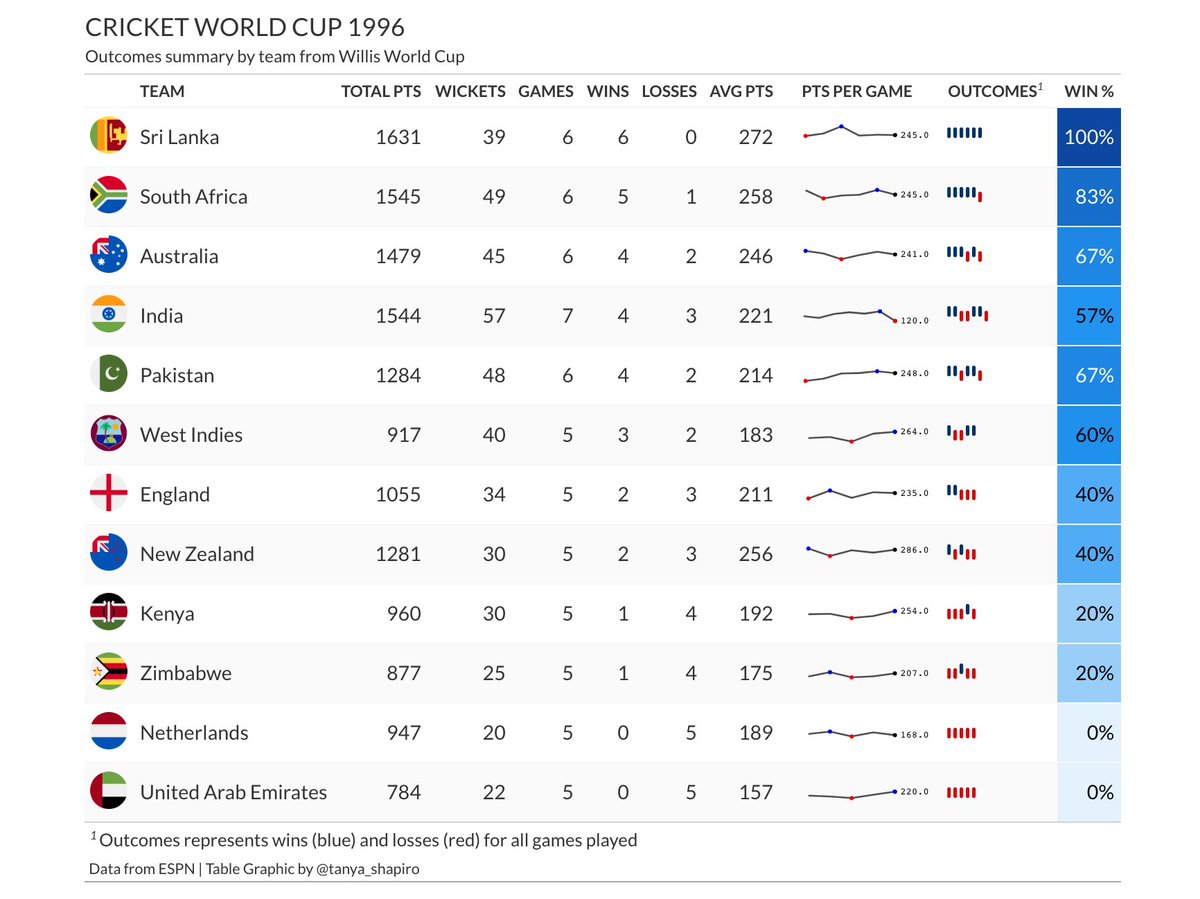 CRICKET WORLD CUP 1996
Outcomes summary by team from Willis World Cup
TEAM TOTAL PTS WICKETS GAMES WINS LOSSES AVG PTS PTS PER GAME OUTCOMES1 WIN %
Sri Lanka 1631 39 6 6 0 272 245.0 100%
South Africa 1545 49 6 5 1 258 245.0 83%
Australia 1479 45 6 4 2 246 241.0 67%
India 1544 57 7 4 3 221 120.0 57%
Pakistan 1284 48 6 4 2 214 248.0 67%
West Indies 917 40 5 3 2 183 264.0 60%
England 1055 34 5 2 3 211 235.0 40%
New Zealand 1281 30 5 2 3 256 286.0 40%
Kenya 960 30 5 1 4 192 254.0 20%
Zimbabwe 877 25 5 1 4 175 207.0 20%
Netherlands 947 20 5 0 5 189 168.0 0%
United Arab Emirates 784 22 5 0 5 157 220.0 0%
1 Outcomes represents wins (blue) and losses (red) for all games played
Data from ESPN | Table Graphic by @tanya_shapiro